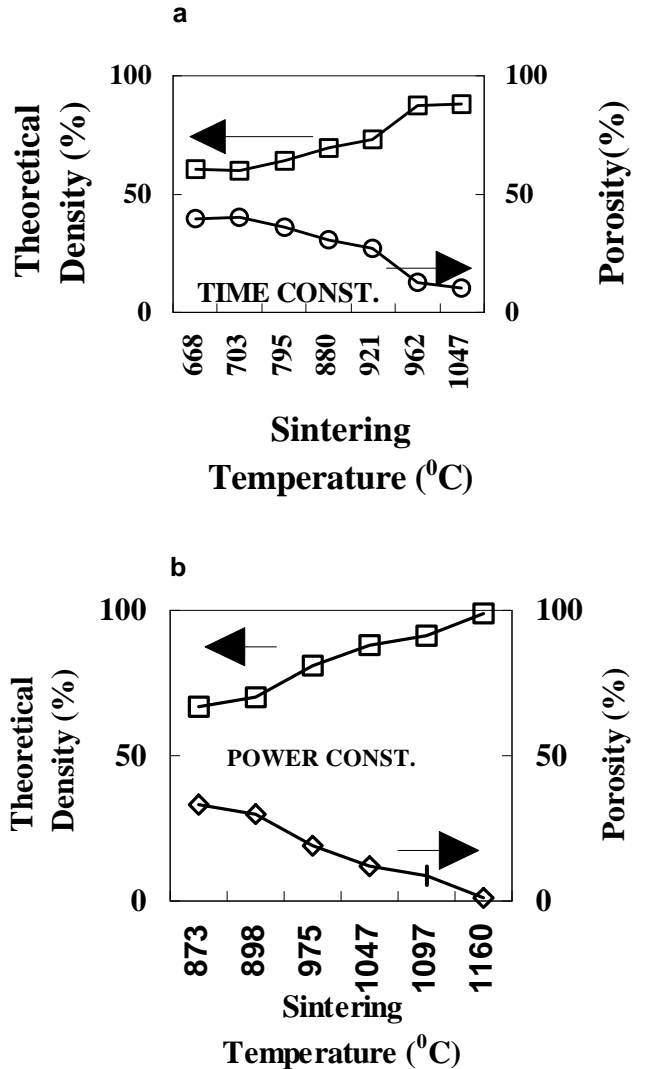 a
100
50
0
Theoretical
Density (%)
100
50
0
Porosity(%)
TIME CONST.
668
703
795
880
921
962
1047
Sintering
Temperature (⁰C)
b
100
50
0
Theoretical
Density (%)
100
50
0
Porosity (%)
POWER CONST.
873
898
975
1047
1097
1160
Sintering
Temperature (⁰C)